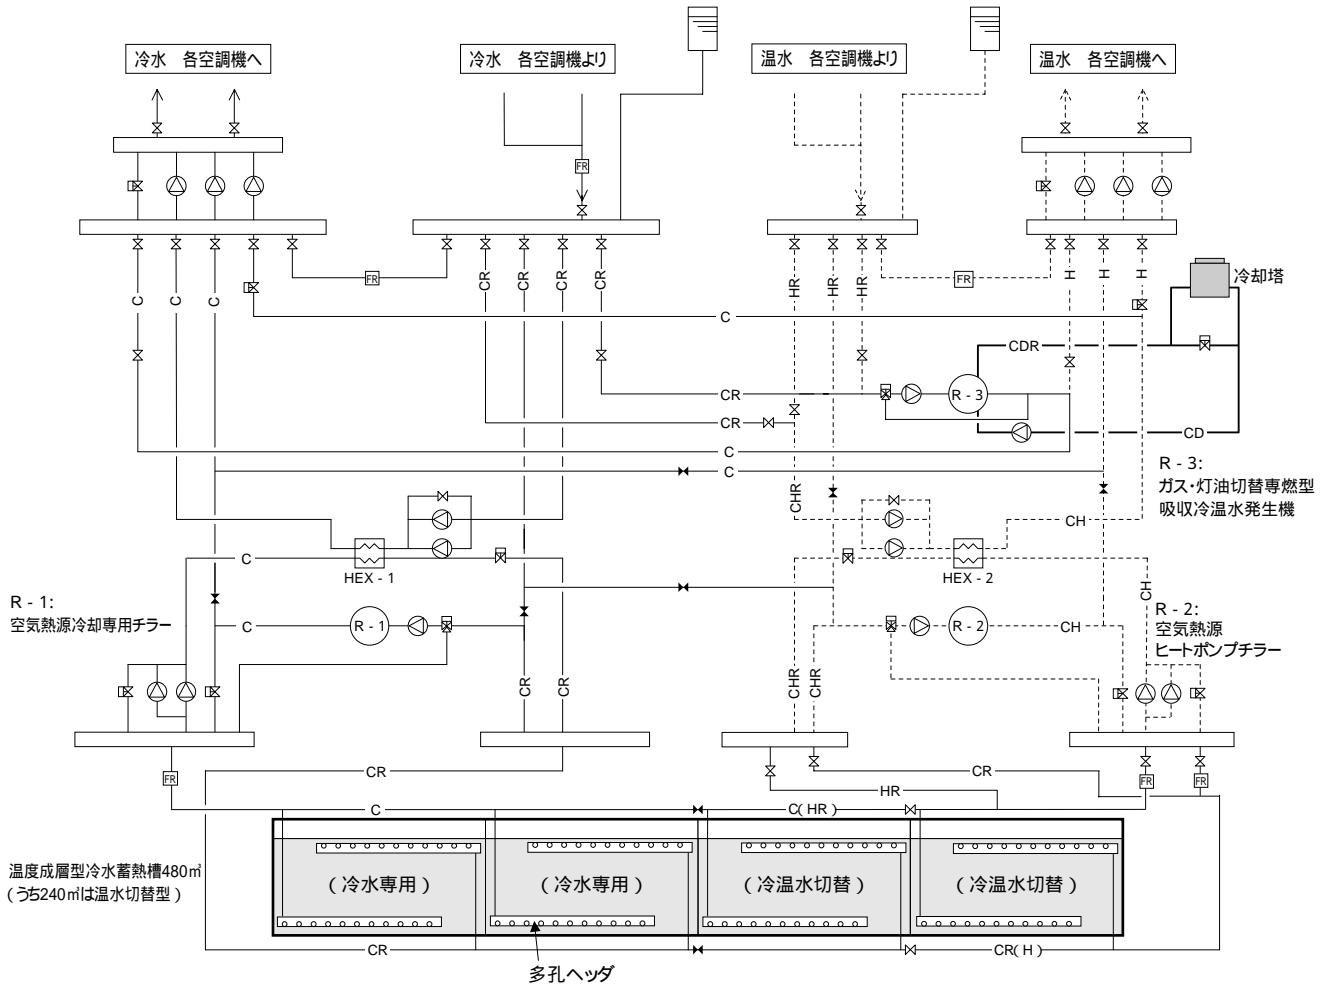 冷水 各空調機へ
冷水 各空調機より
温水 各空調機より
温水 各空調機へ
FR
FR
FR
冷却塔
C
C
C
CR
CR
CR
CR
HR
HR
HR
H
H
H
C
CDR
CR
R - 3
CR
CD
C
C
R - 3:
ガス・灯油切替専燃型
吸収冷温水発生機
CHR
CH
C
HEX - 1
HEX - 2
CH
R - 1:
空気熱源冷却専用チラー
C
R - 1
R - 2
CH
R - 2:
空気熱源
ヒートポンプチラー
CR
CR
CHR
CHR
FR
CR
CR
FR
FR
HR
C
C( HR )
温度成層型冷水蓄熱槽480㎥
(うち240㎥は温水切替型)
(冷水専用)
(冷水専用)
(冷温水切替)
(冷温水切替)
CR
CR( H )
多孔ヘッダ